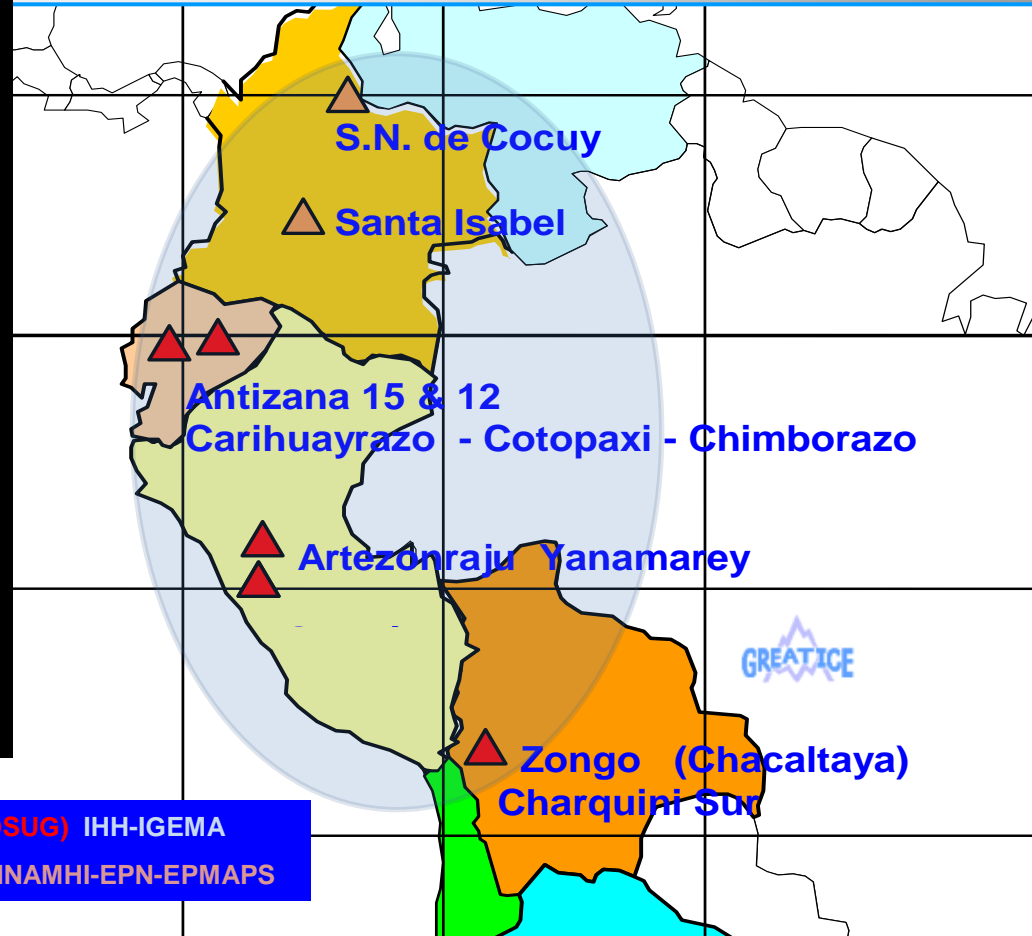 S.N. de Cocuy
Santa Isabel
Antizana 15 & 12
Carihuayrazo - Cotopaxi - Chimborazo
Artezonraju Yanamarey
GREATICE
Zongo (Chacaltaya)
Charquini Sur
SUG) IHH-IGEMA
INAMHI-EPN-EPMAPS